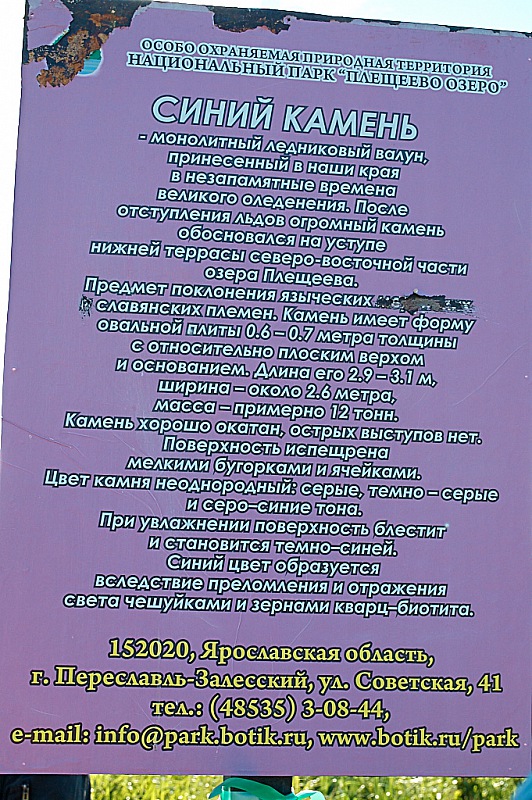 ОСОБО ОХРАНЯЕМАЯ ПРИРОДНАЯ ТЕРРИТОРИЯ
НАЦИОНАЛЬНЫЙ ПАРК "ПЛЕЩЕЕВО ОЗЕРО"
СИНИЙ КАМЕНЬ
- монолитный ледниковый валун,
принесенный в наши края
в незапамятные времена
великого оледенения. После
отступления льдов огромный камень
обосновался на уступе
нижней террасы северо-восточной части
озера Плещеева.
Предмет поклонения языческих
и славянских племен. Камень имеет форму
овальной плиты 0.6 – 0.7 метра толщины
с относительно плоским верхом
и основанием. Длина его 2.9 – 3.1 м,
ширина – около 2.6 метра,
масса – примерно 12 тонн.
Камень хорошо окатан, острых выступов нет.
Поверхность испещрена
мелкими бугорками и ячейками.
Цвет камня неоднородный: серые, темно – серые
и серо–синие тона.
При увлажнении поверхность блестит
и становится темно–синей.
Синий цвет образуется
вследствие преломления и отражения
света чешуйками и зернами кварц–биотита.
152020, Ярославская область,
г. Переславль-Залесский, ул. Советская, 41
тел.: (48535) 3-08-44,
e-mail: info@park.botik.ru, www.botik.ru/park